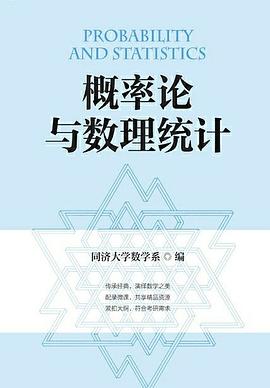 PROBABILITY
AND STATISTICS
概率论
与数理统计
同济大学数学系 ◎ 编
传承经典,演绎数学之美
配录微课,共享精品资源
紧扣大纲,符合考研需求